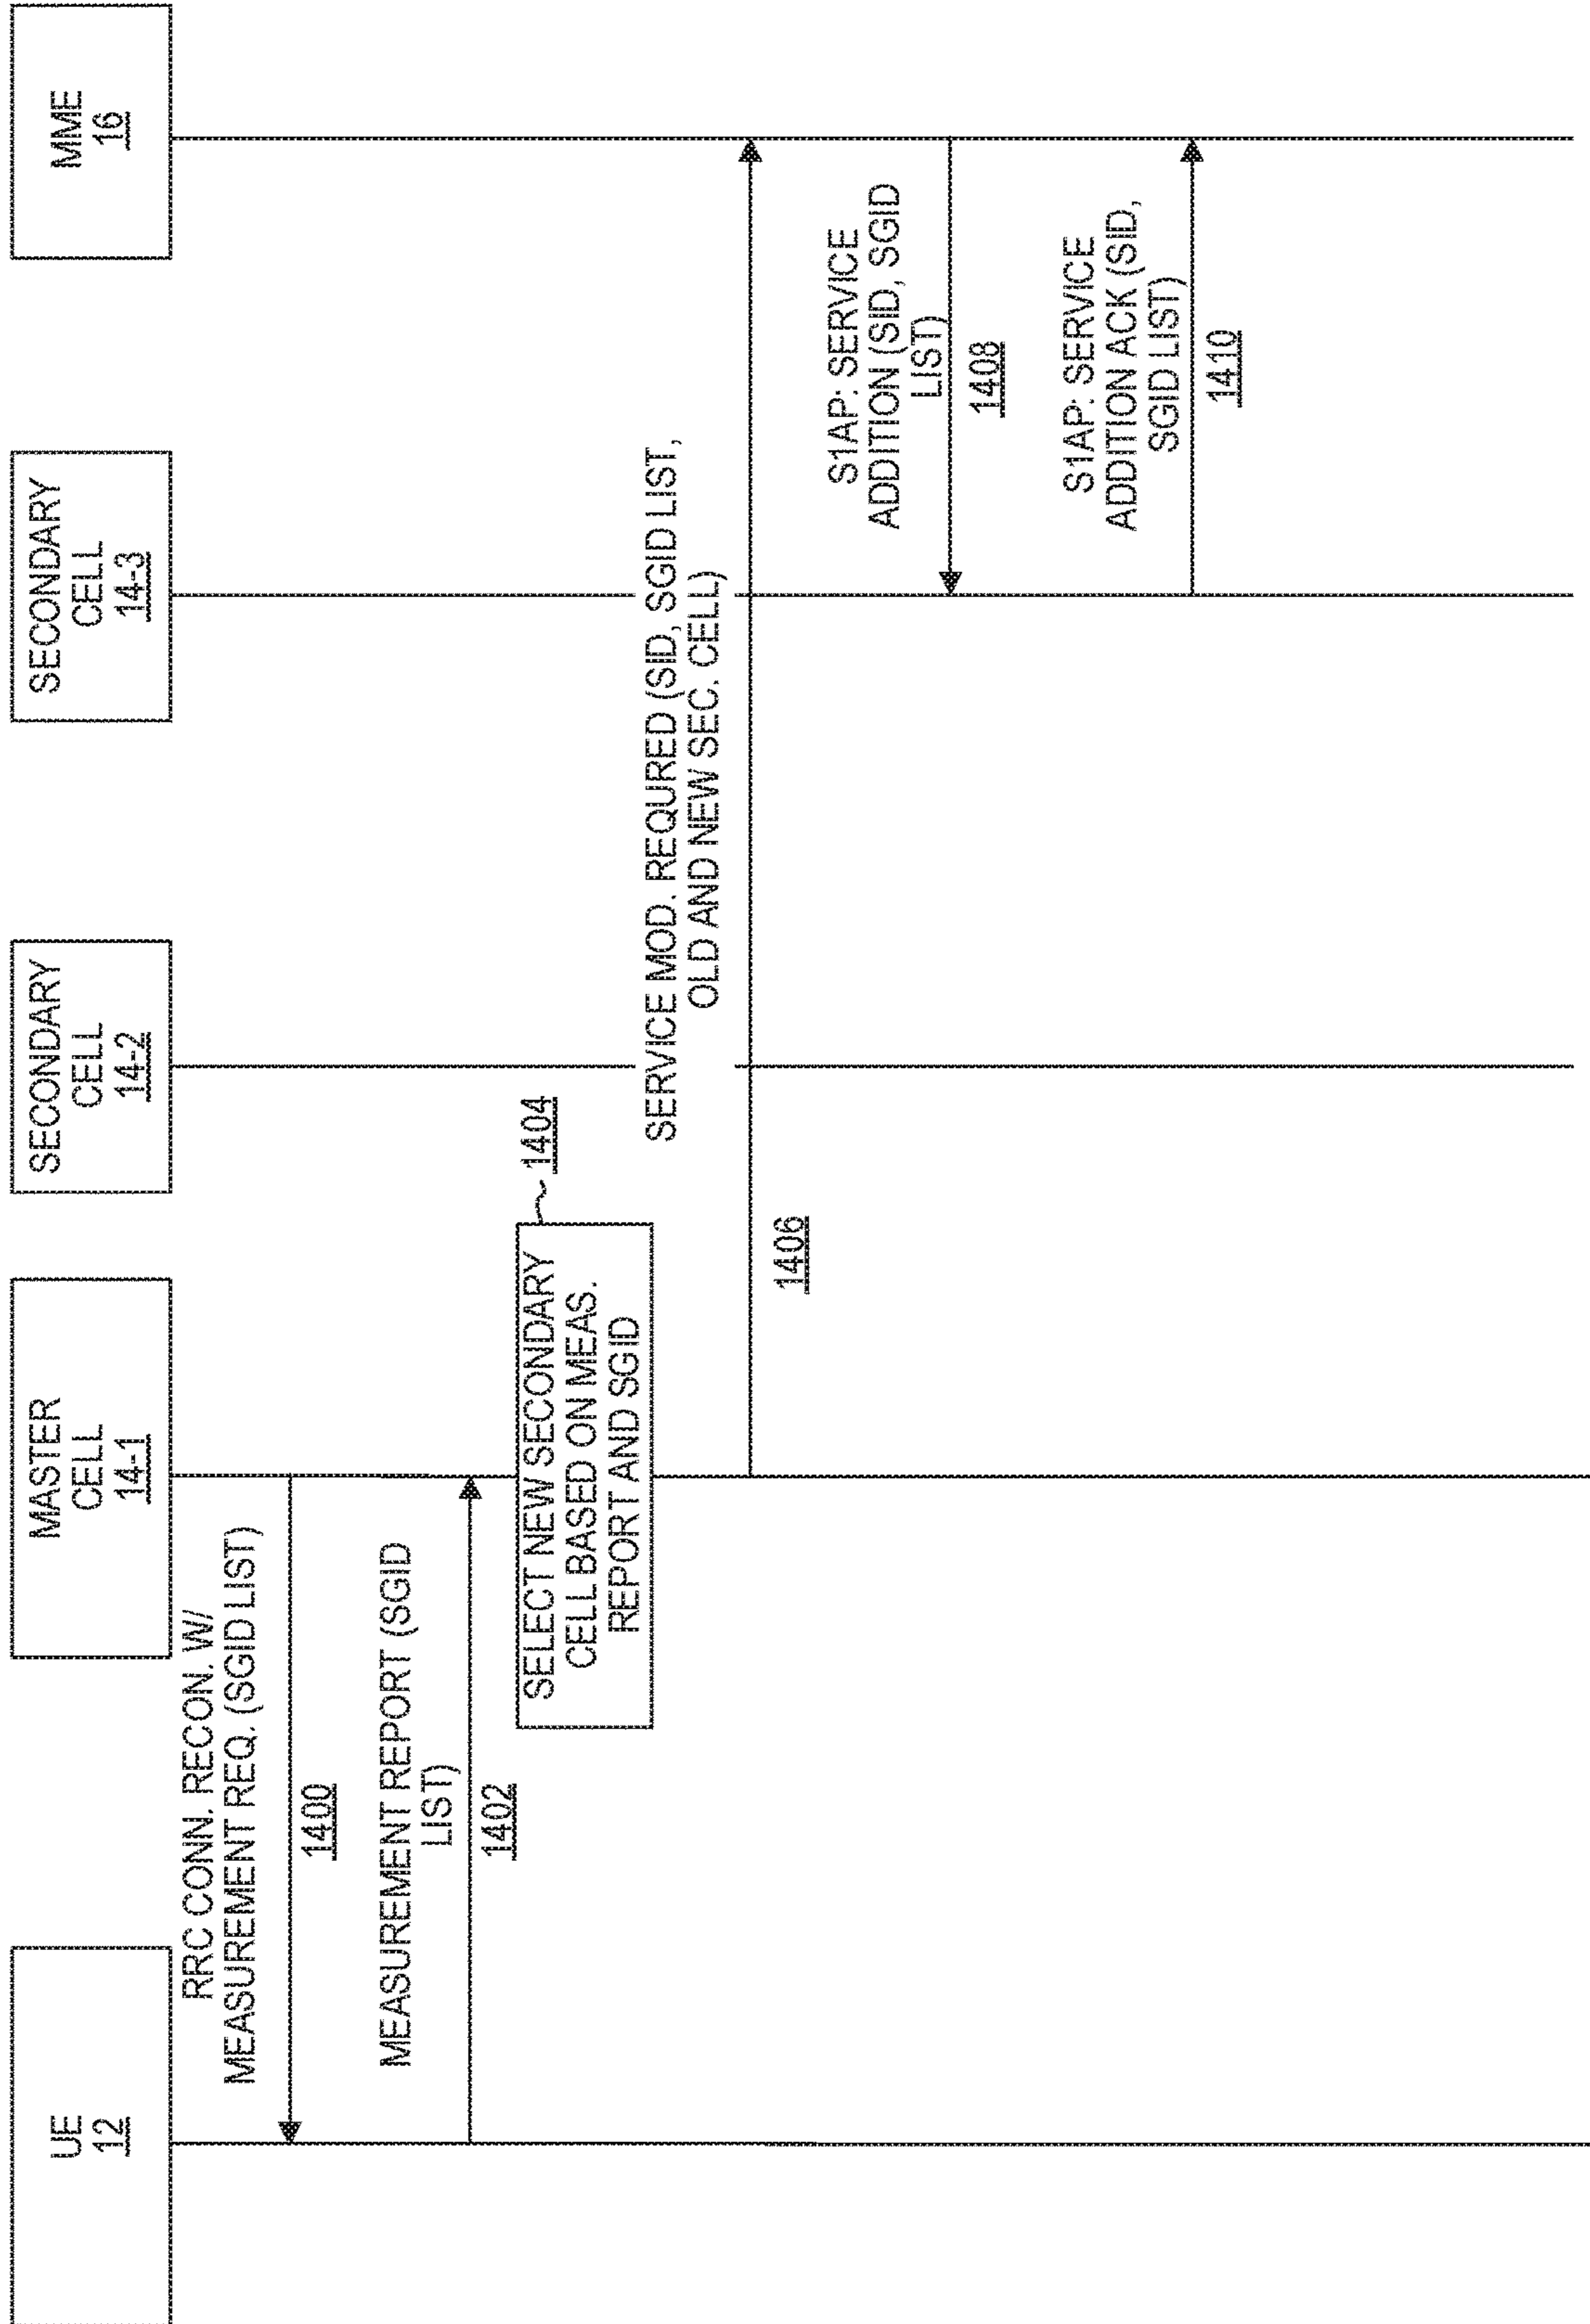 UE
12
MASTER
CELL
14-1
SECONDARY
CELL
14-2
SECONDARY
CELL
14-3
MME
16
RRC CONN. RECON. W/
MEASUREMENT REQ. (SGID LIST)
1400
MEASUREMENT REPORT (SGID
LIST)
1402
SELECT NEW SECONDARY
CELL BASED ON MEAS.
REPORT AND SGID
1404
SERVICE MOD. REQURED (SID, SGID LIST,
OLD AND NEW SEC. CELL)
1406
S1AP: SERVICE
ADDITION (SID, SGID
LIST)
1408
S1AP: SERVICE
ADDITION ACK (SID,
SGID LIST)
1410